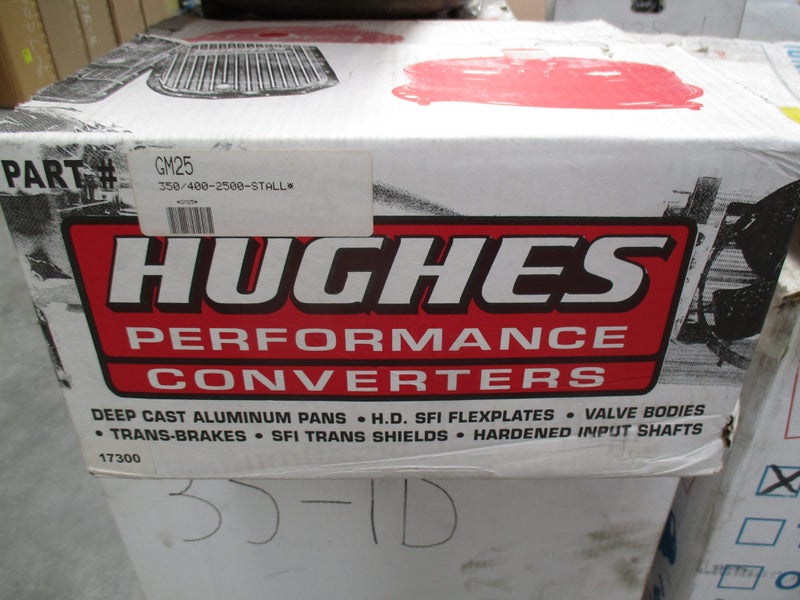 PART #
GM25
350/400-2500-STALL*
*GM25*
HUGHES
PERFORMANCE
CONVERTERS
DEEP CAST ALUMINUM PANS • H.D. SFI FLEXPLATES • VALVE BODIES
• TRANS-BRAKES • SFI TRANS SHIELDS • HARDENED INPUT SHAFTS
17300
35-1D